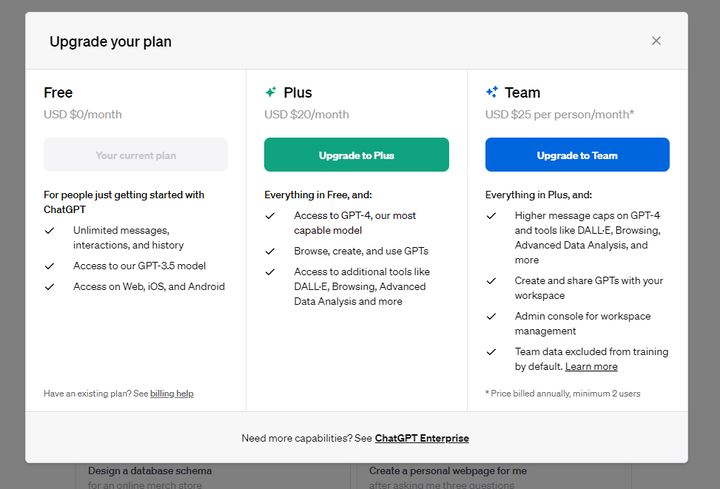 Upgrade your plan
Free
USD $0/month
Your current plan
For people just getting started with
ChatGPT
Unlimited messages,
interactions, and history
Access to our GPT-3.5 model
Access on Web, iOS, and Android
Have an existing plan? See billing help
Plus
USD $20/month
Upgrade to Plus
Everything in Free, and:
Access to GPT-4, our most
capable model
Browse, create, and use GPTs
Access to additional tools like
DALL·E, Browsing, Advanced
Data Analysis and more
Team
USD $25 per person/month*
Upgrade to Team
Everything in Plus, and:
Higher message caps on GPT-4
and tools like DALL·E, Browsing,
Advanced Data Analysis, and
more
Create and share GPTs with your
workspace
Admin console for workspace
management
Team data excluded from training
by default. Learn more
* Price billed annually, minimum 2 users
Need more capabilities? See ChatGPT Enterprise
Design a database schema
for an online merch store
Create a personal webpage for me
after asking me three questions